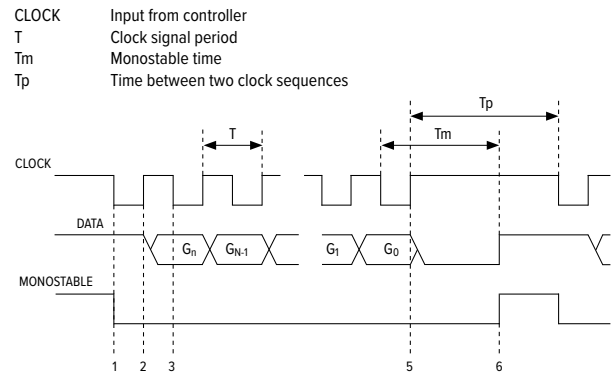 CLOCK Input from controller
T Clock signal period
Tm Monostable time
Tp Time between two clock sequences
Tp
T Tm
CLOCK
DATA
Gn GN-1 G1 G0
MONOSTABLE
1 2 3 5 6